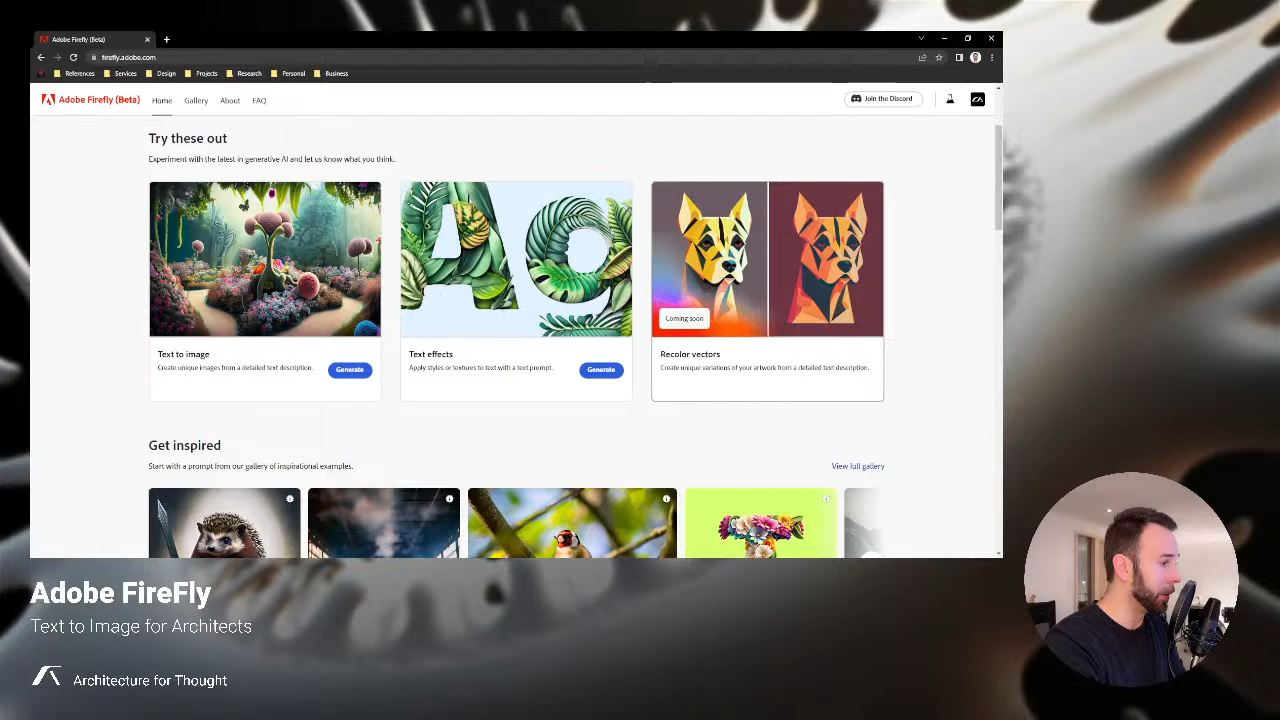 Adobe Firefly (Beta)
firefly.adobe.com
References Services Design Projects Research Personal Business
Adobe Firefly (Beta) Home Gallery About FAQ Join the Discord
Try these out
Experiment with the latest in generative AI and let us know what you think.
Text to image
Create unique images from a detailed text description.
Generate
Text effects
Apply styles or textures to text with a text prompt.
Generate
Coming soon
Recolor vectors
Create unique variations of your artwork from a detailed text description.
Get inspired
Start with a prompt from our gallery of inspirational examples.
View full gallery
Adobe FireFly
Text to Image for Architects
Architecture for Thought